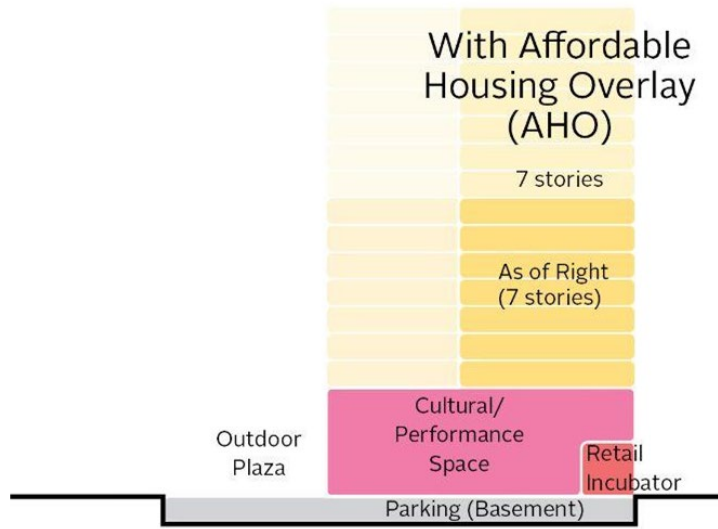 With Affordable
Housing Overlay
(AHO)
7 stories
As of Right
(7 stories)
Cultural/
Performance
Space
Outdoor
Plaza
Retail
Incubator
Parking (Basement)